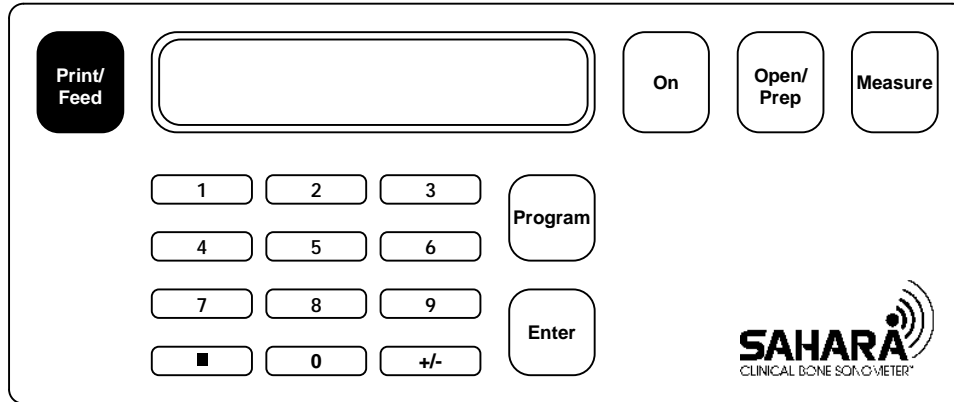 Print/
Feed
On
Open/
Prep
Measure
1 2 3
Program
4 5 6
7 8 9
Enter
■ 0 +/-
SAHARA
CLINICAL BONE SONOMETER™